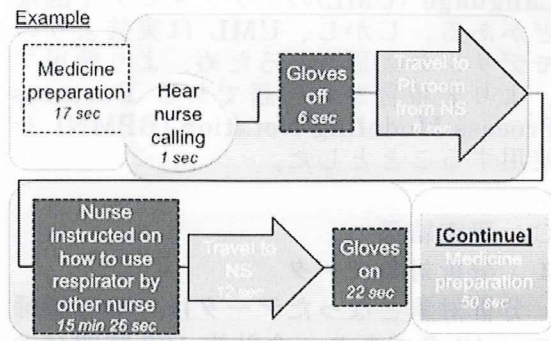 Example
Medicine
preparation
17 sec
Hear
nurse
calling
1 sec
Gloves
off
6 sec
Travel to
Pt room
from NS
Nurse
instructed on
how to use
respirator by
other nurse
15 min 26 sec
Travel to
NS
12 sec
Gloves
on
22 sec
[Continue]
Medicine
preparation
50 sec